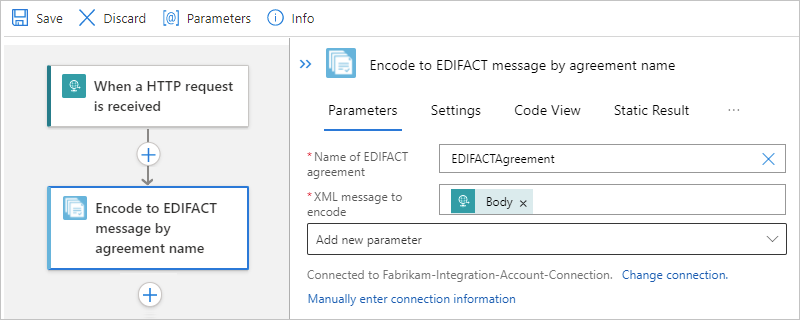 Save Discard [@] Parameters Info
When a HTTP request
is received
Encode to EDIFACT
message by
agreement name
Encode to EDIFACT message by agreement name
Parameters Settings Code View Static Result ...
*Name of EDIFACT
agreement
EDIFACTAgreement
*XML message to
encode
Body ×
Add new parameter
Connected to Fabrikam-Integration-Account-Connection. Change connection.
Manually enter connection information